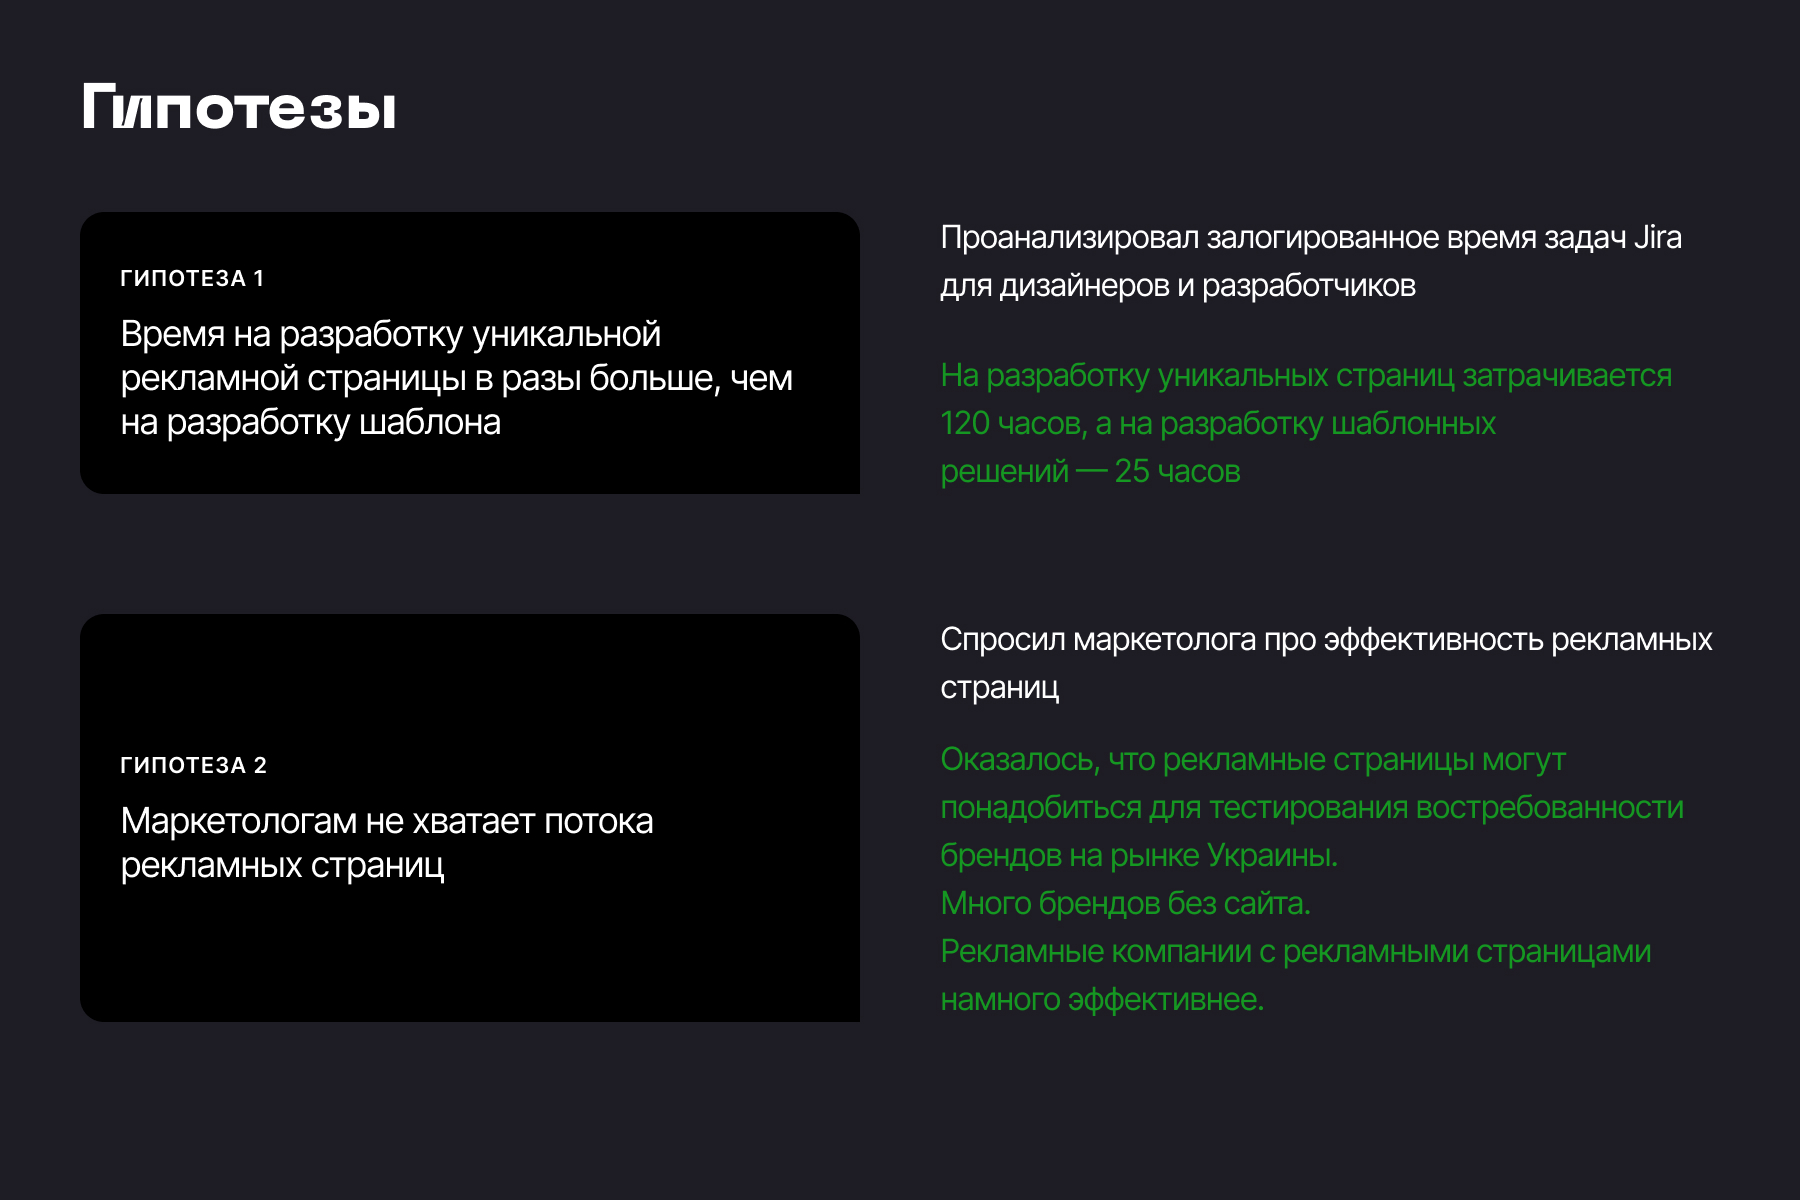 Гипотезы
ГИПОТЕЗА 1
Время на разработку уникальной
рекламной страницы в разы больше, чем
на разработку шаблона
Проанализировал залогированное время задач Jira
для дизайнеров и разработчиков
На разработку уникальных страниц затрачивается
120 часов, а на разработку шаблонных
решений — 25 часов
ГИПОТЕЗА 2
Маркетологам не хватает потока
рекламных страниц
Спросил маркетолога про эффективность рекламных
страниц
Оказалось, что рекламные страницы могут
понадобиться для тестирования востребованности
брендов на рынке Украины.
Много брендов без сайта.
Рекламные компании с рекламными страницами
намного эффективнее.